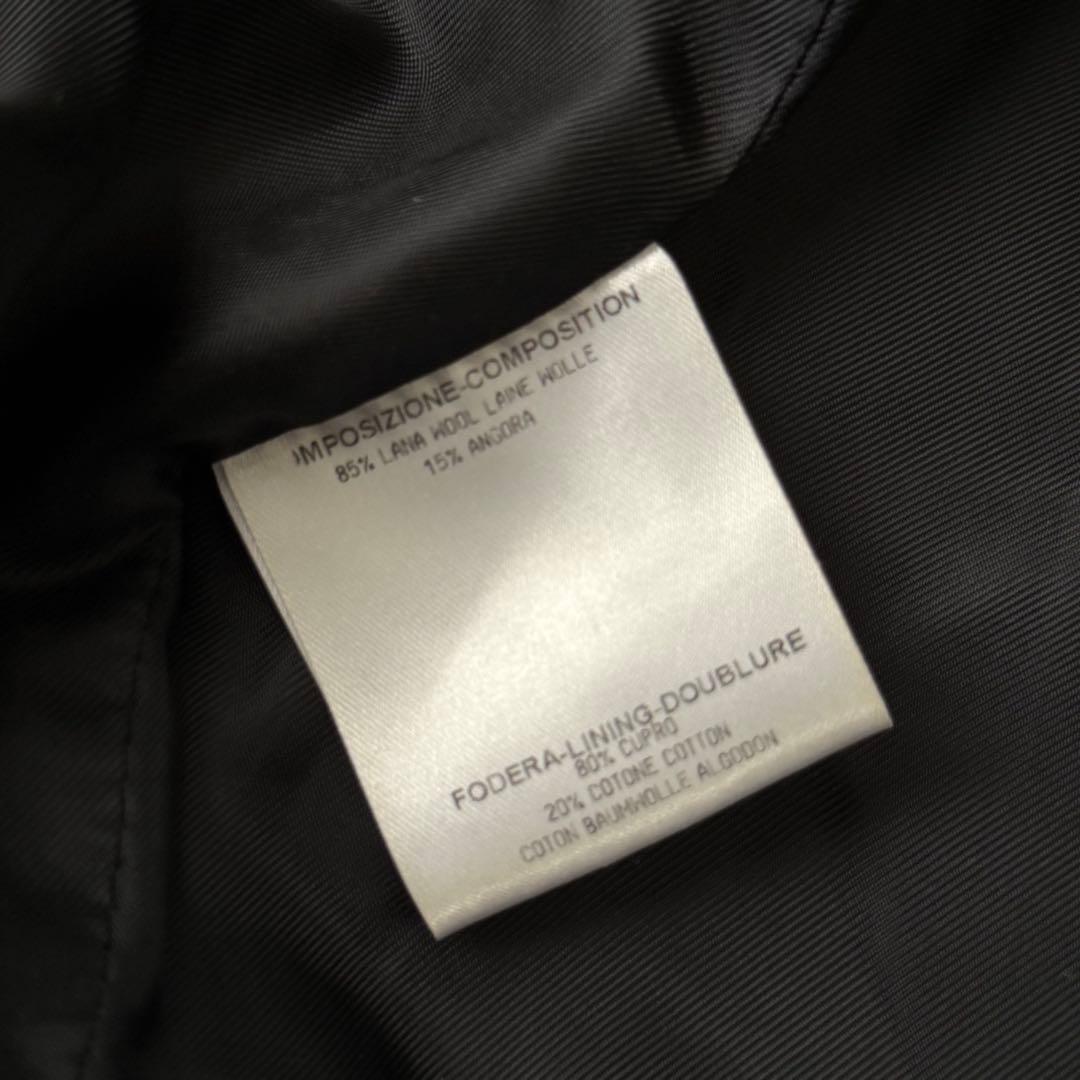 OMPOSIZIONE-COMPOSITION
85% LANA WOOL LAINE WOLLE
15% ANGORA
FODERA-LINING-DOUBLURE
80% CUPRO
20% COTONE COTTON
COTON BAUMWOLLE ALGODON